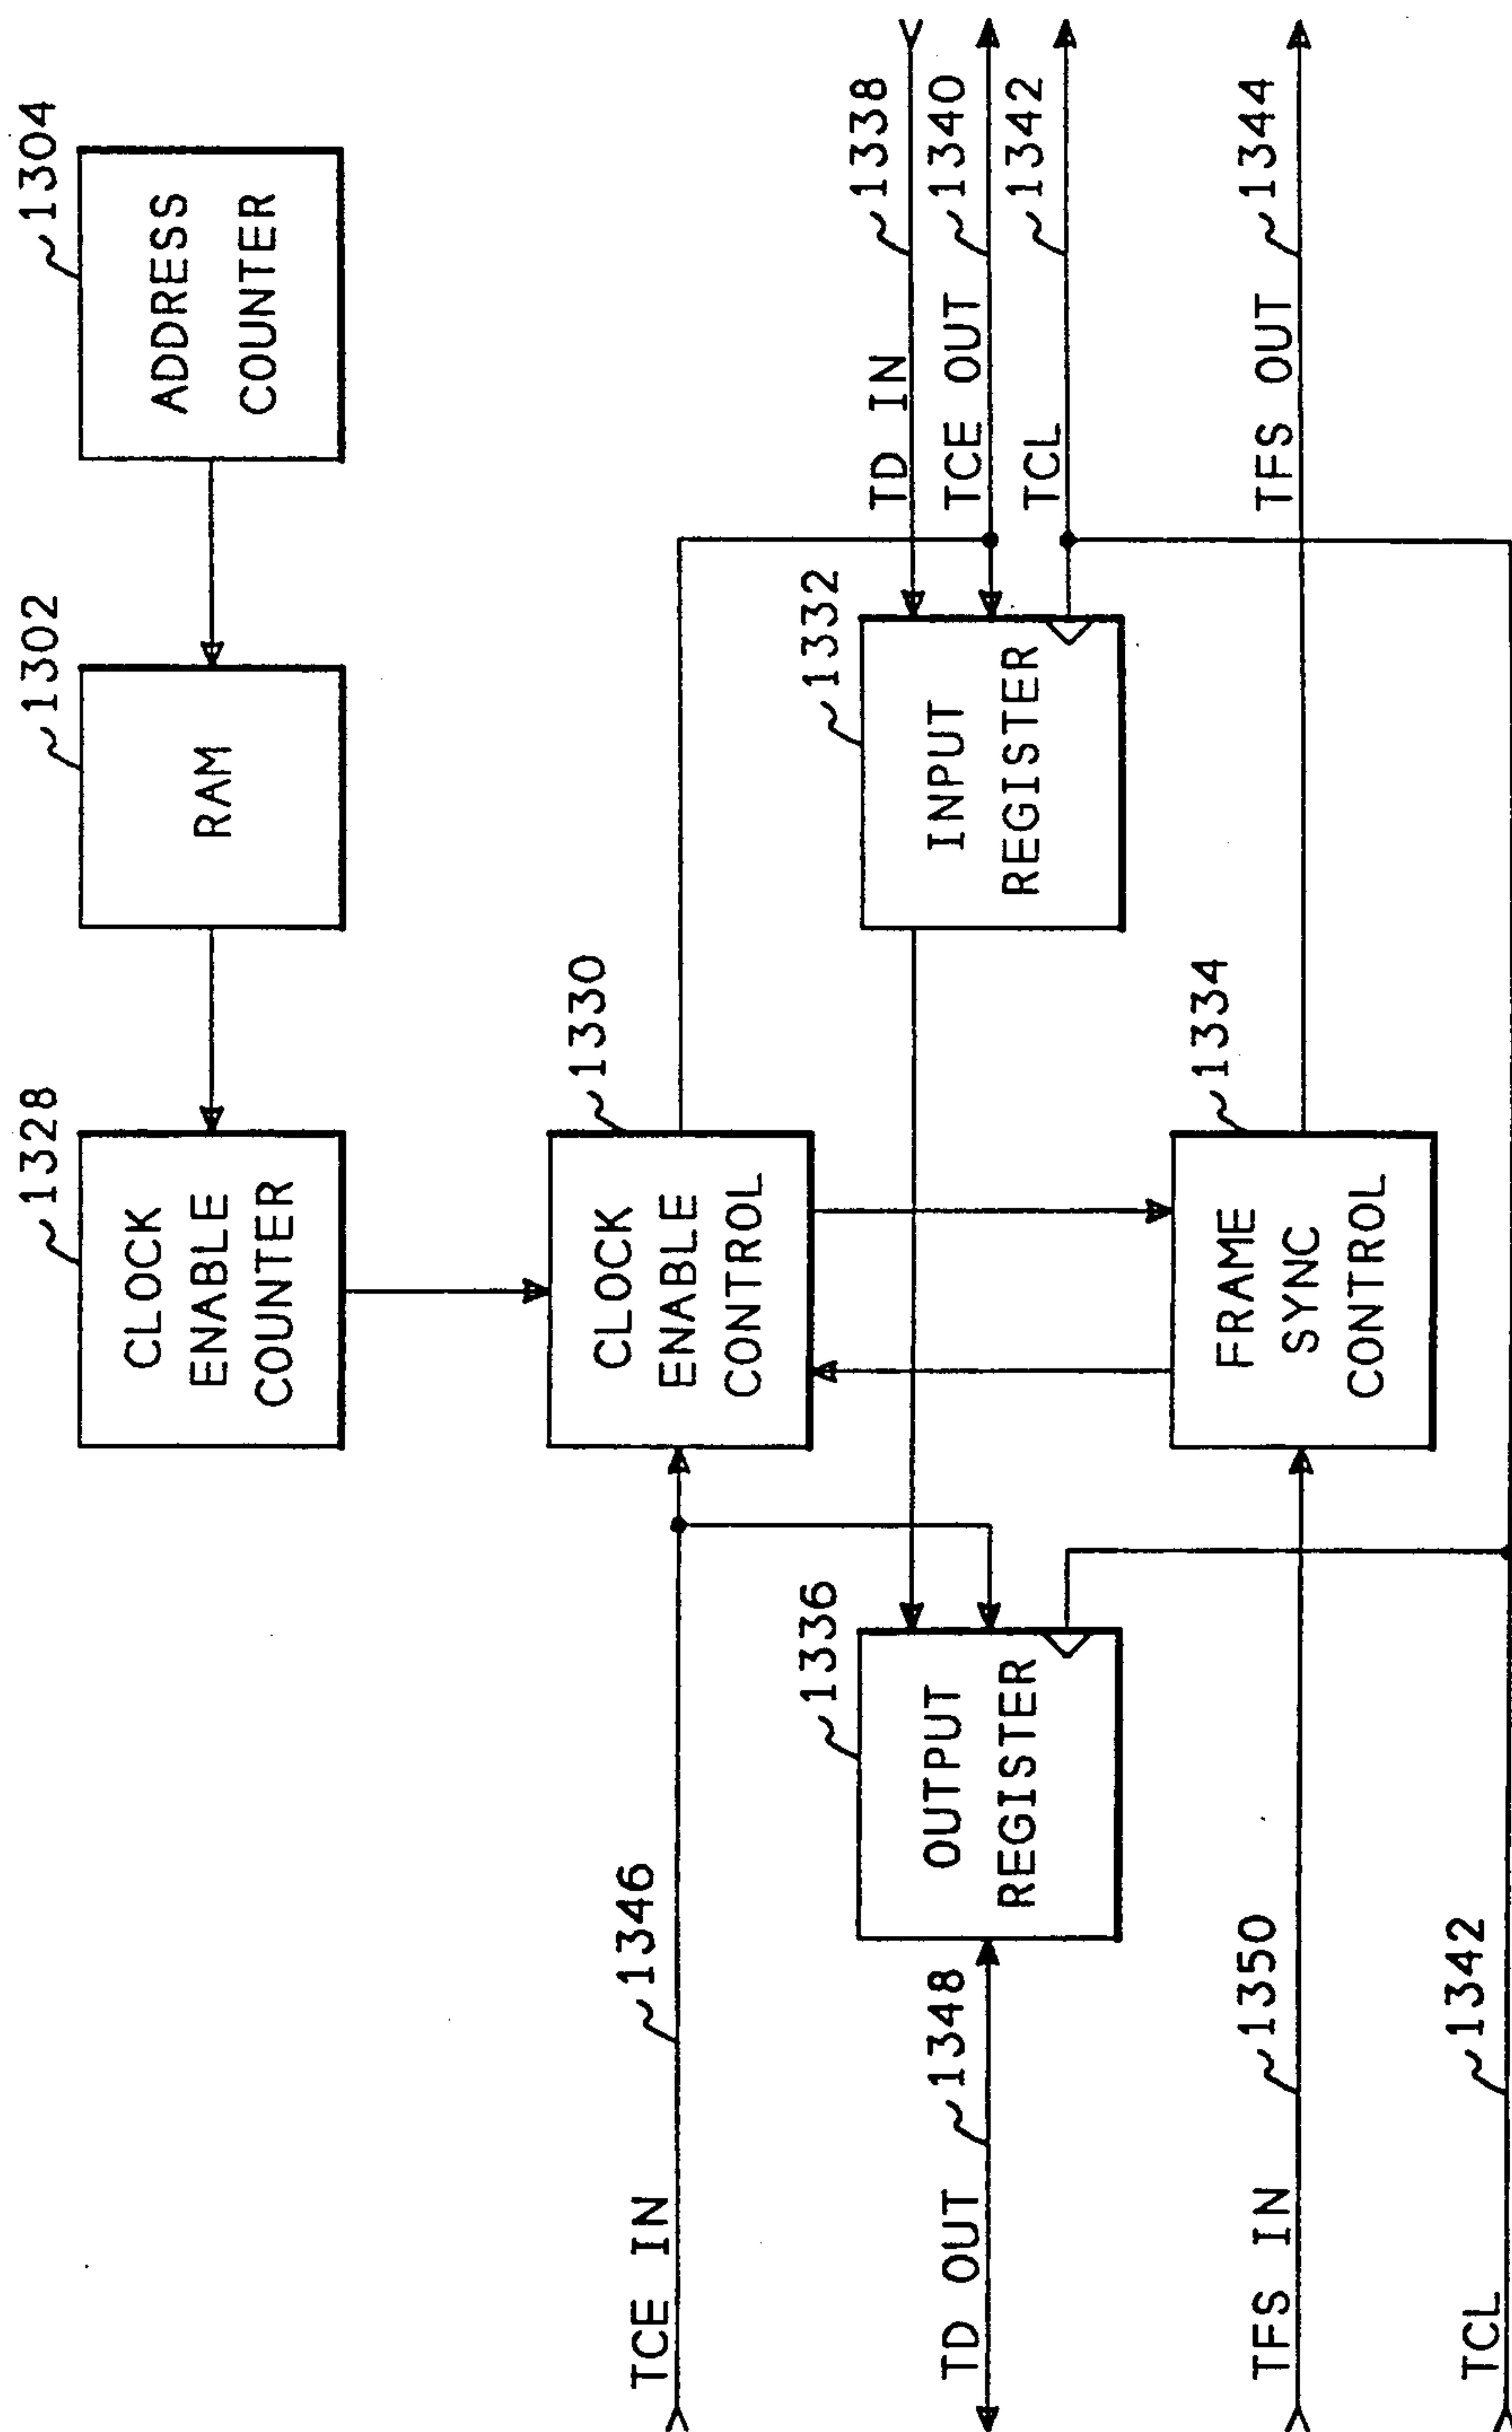 1328
CLOCK
ENABLE
COUNTER
1302
RAM
1304
ADDRESS
COUNTER
1330
CLOCK
ENABLE
CONTROL
TCE IN
1346
1336
OUTPUT
REGISTER
1332
INPUT
REGISTER
TD IN
1338
TCE OUT
1340
TCL
1342
TD OUT
1348
1334
FRAME
SYNC
CONTROL
TFS IN
1350
TFS OUT
1344
TCL
1342